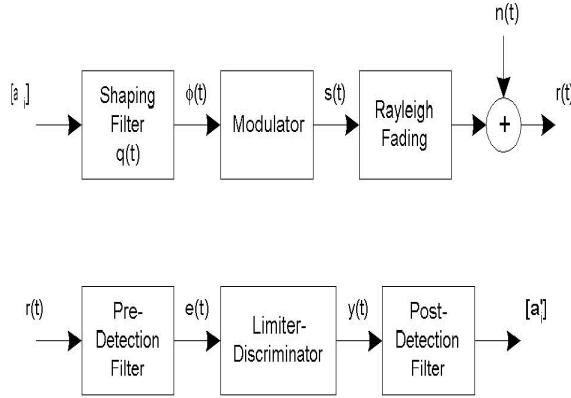 n(t)
[a i]
Shaping Filter q(t)
ϕ(t)
Modulator
s(t)
Rayleigh Fading
+
r(t)
r(t)
Pre-Detection Filter
e(t)
Limiter-Discriminator
y(t)
Post-Detection Filter
[a'i]